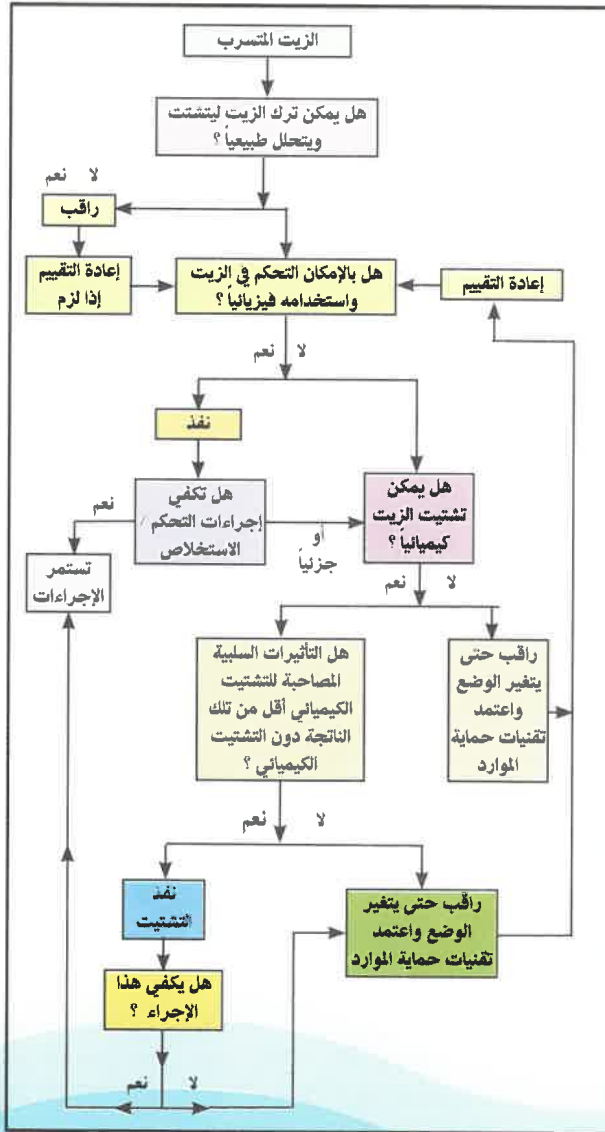 الزيت المتسرب
هل يمكن ترك الزيت ليتشتت
ويتحلل طبيعياً ؟
لا نعم
راقب
إعادة التقييم
إذا لزم
هل بالإمكان التحكم في الزيت
واستخدامه فيزيائياً ؟
إعادة التقييم
لا نعم
نفذ
هل تكفي
إجراءات التحكم /
الاستخلاص
نعم
أو
جزئياً
هل يمكن
تشتيت الزيت
كيميائياً ؟
تستمر
الإجراءات
لا نعم
هل التأثيرات السلبية
المصاحبة للتشتيت
الكيميائي أقل من تلك
الناتجة دون التشتيت
الكيميائي ؟
راقب حتى
يتغير الوضع
واعتمد
تقنيات حماية
الموارد
لا نعم
نفذ
التشتيت
راقب حتى يتغير
الوضع واعتمد
تقنيات حماية الموارد
هل يكفي هذا
الإجراء ؟
لا نعم